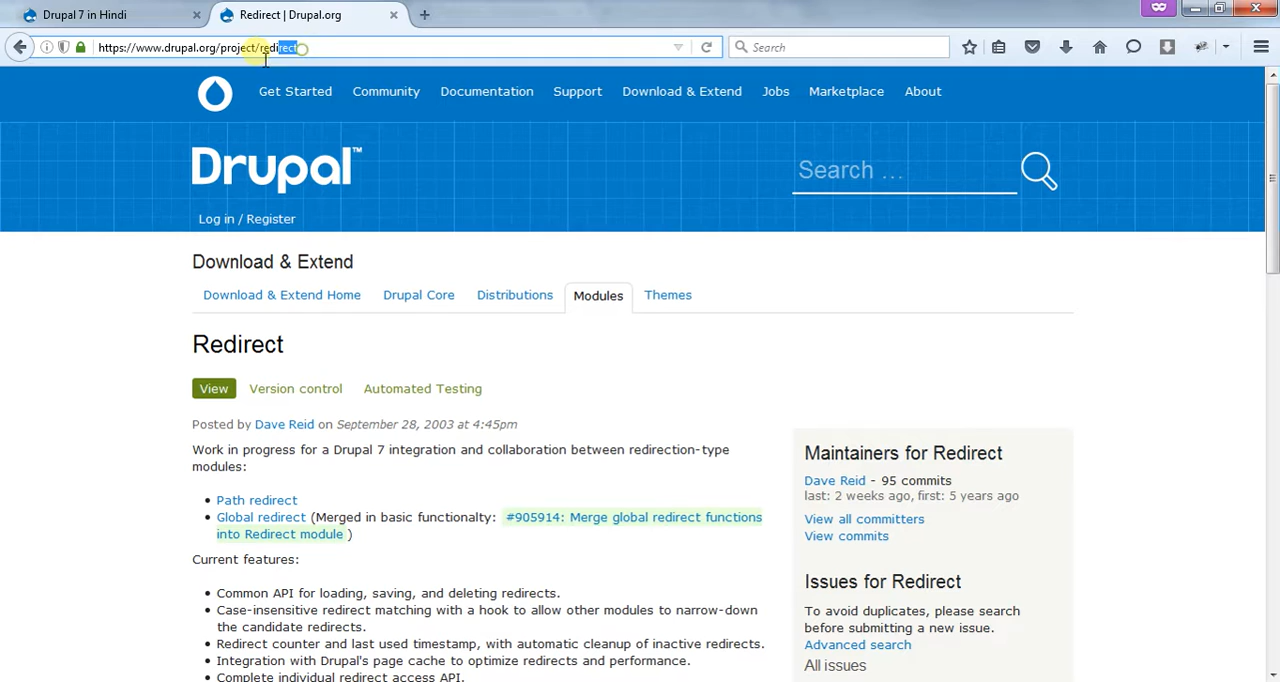 Drupal 7 in Hindi
Redirect | Drupal.org
https://www.drupal.org/project/redirect
Search
Get Started Community Documentation Support Download & Extend Jobs Marketplace About
Drupal™
Search ...
Log in / Register
Download & Extend
Download & Extend Home Drupal Core Distributions Modules Themes
Redirect
View Version control Automated Testing
Posted by Dave Reid on September 28, 2003 at 4:45pm
Work in progress for a Drupal 7 integration and collaboration between redirection-type
modules:
• Path redirect
• Global redirect (Merged in basic functionalty: #905914: Merge global redirect functions
into Redirect module )
Current features:
• Common API for loading, saving, and deleting redirects.
• Case-insensitive redirect matching with a hook to allow other modules to narrow-down
the candidate redirects.
• Redirect counter and last used timestamp, with automatic cleanup of inactive redirects.
• Integration with Drupal's page cache to optimize redirects and performance.
• Complete individual redirect access API.
Maintainers for Redirect
Dave Reid - 95 commits
last: 2 weeks ago, first: 5 years ago
View all committers
View commits
Issues for Redirect
To avoid duplicates, please search
before submitting a new issue.
Advanced search
All issues